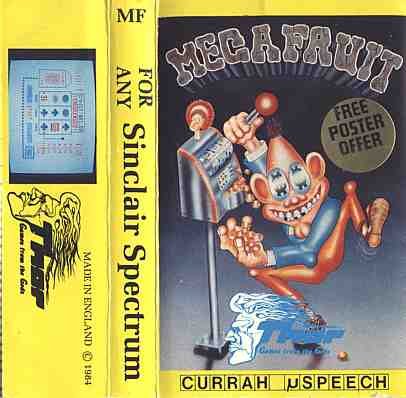 MADE IN ENGLAND © 1984
Thor
Games from the Gods
MF
FOR
ANY
Sinclair Spectrum
MEGAFRUIT
FREE
POSTER
OFFER
Thor
Games from the Gods
CURRAH µSPEECH